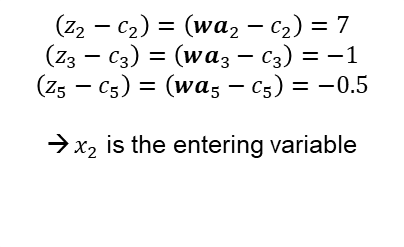 (z₂ − c₂) = (wa₂ − c₂) = 7
(z₃ − c₃) = (wa₃ − c₃) = −1
(z₅ − c₅) = (wa₅ − c₅) = −0.5
→ x₂ is the entering variable